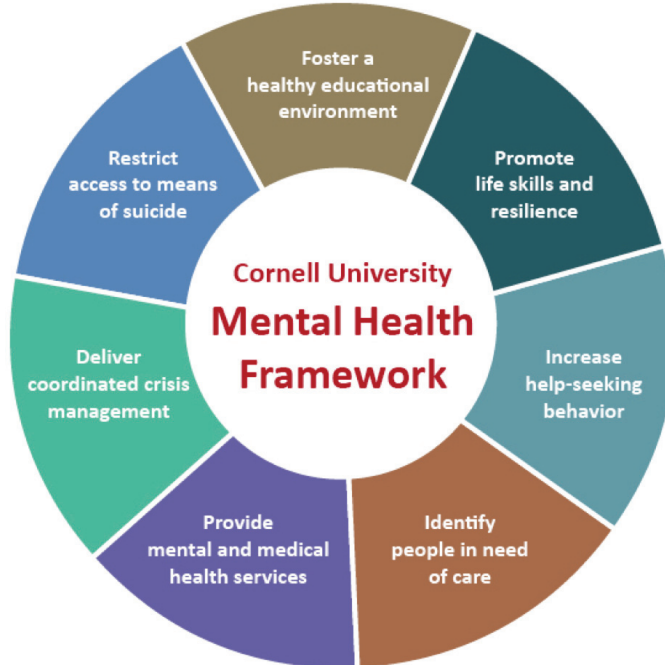 Foster a
healthy educational
environment
Promote
life skills and
resilience
Increase
help-seeking
behavior
Identify
people in need
of care
Provide
mental and medical
health services
Deliver
coordinated crisis
management
Restrict
access to means
of suicide
Cornell University
Mental Health
Framework